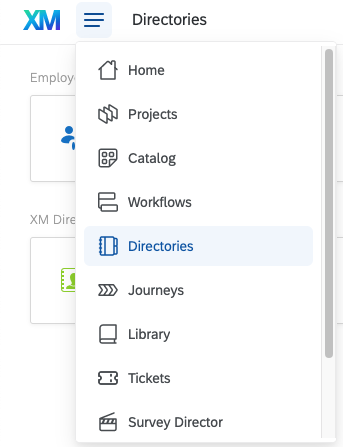 XM Directories
Home
Employ
Projects
Catalog
Workflows
XM Dire
Directories
Journeys
Library
Tickets
Survey Director